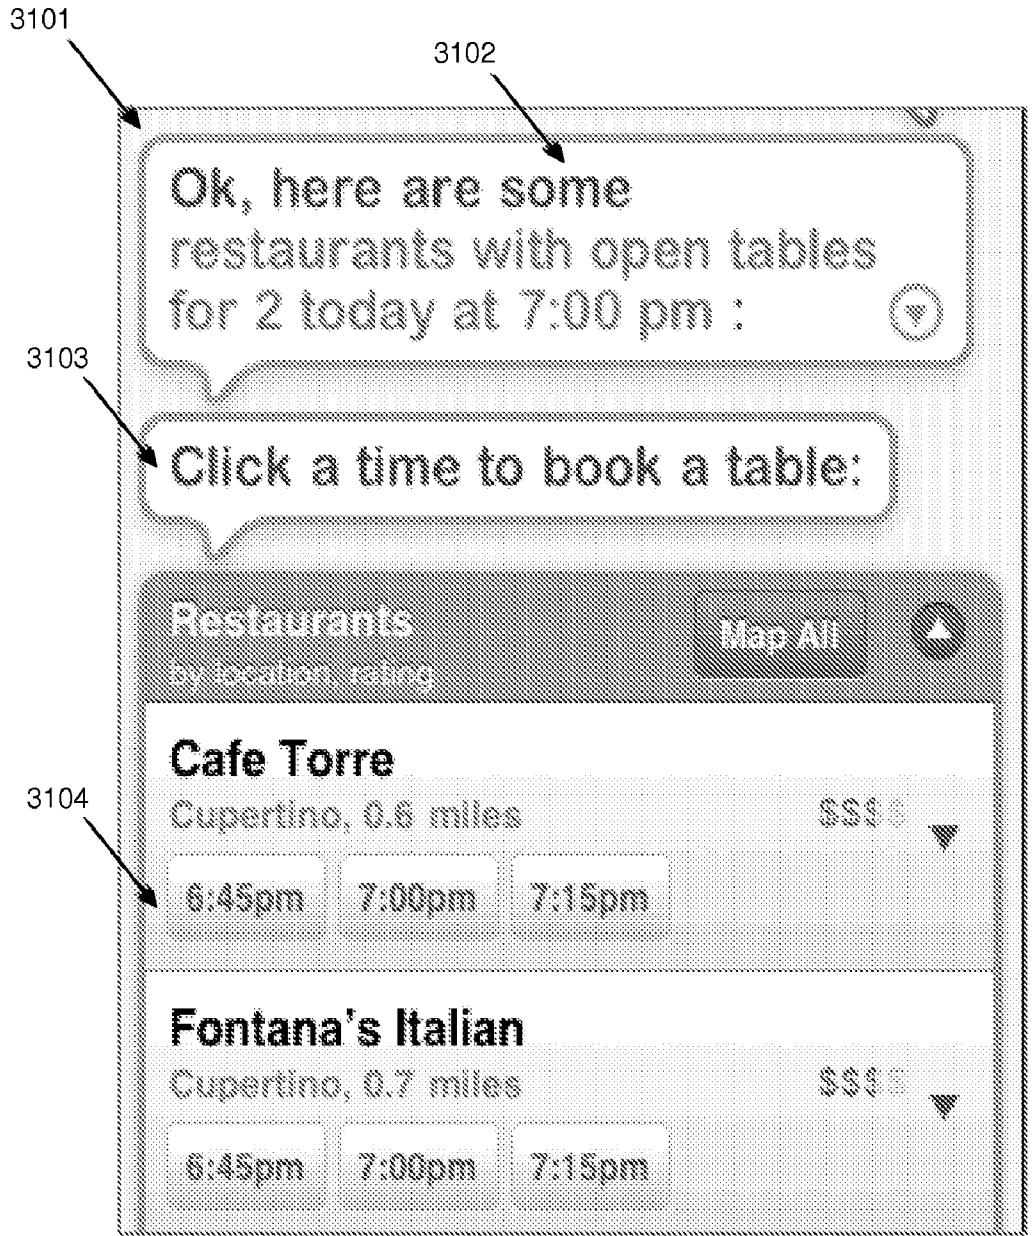 3101
3102
Ok, here are some
restaurants with open tables
for 2 today at 7:00 pm :
3103
Click a time to book a table:
Restaurants
Map All
by location, rating
Cafe Torre
3104
Cupertino, 0.6 miles
$$$$
6:45pm 7:00pm 7:15pm
Fontana's Italian
Cupertino, 0.7 miles
$$$$
6:45pm 7:00pm 7:15pm